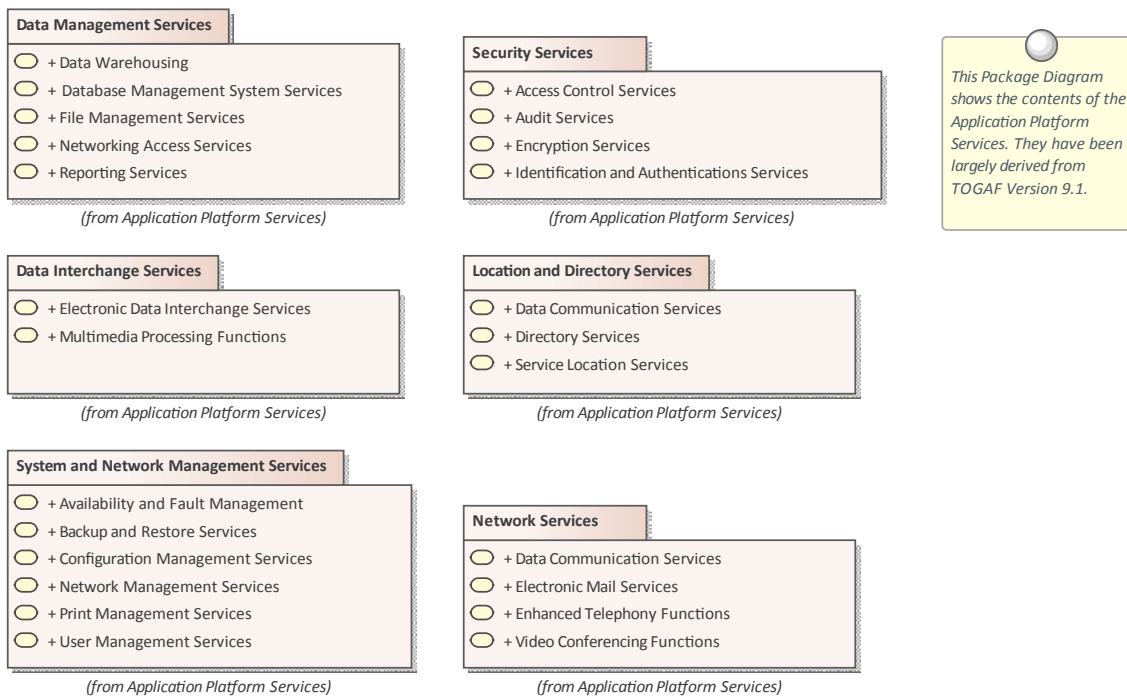 Data Management Services
+ Data Warehousing
+ Database Management System Services
+ File Management Services
+ Networking Access Services
+ Reporting Services
(from Application Platform Services)
Security Services
+ Access Control Services
+ Audit Services
+ Encryption Services
+ Identification and Authentications Services
(from Application Platform Services)
This Package Diagram
shows the contents of the
Application Platform
Services. They have been
largely derived from
TOGAF Version 9.1.
Data Interchange Services
+ Electronic Data Interchange Services
+ Multimedia Processing Functions
(from Application Platform Services)
Location and Directory Services
+ Data Communication Services
+ Directory Services
+ Service Location Services
(from Application Platform Services)
System and Network Management Services
+ Availability and Fault Management
+ Backup and Restore Services
+ Configuration Management Services
+ Network Management Services
+ Print Management Services
+ User Management Services
(from Application Platform Services)
Network Services
+ Data Communication Services
+ Electronic Mail Services
+ Enhanced Telephony Functions
+ Video Conferencing Functions
(from Application Platform Services)